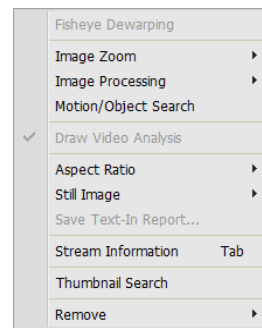 Fisheye Dewarping
Image Zoom
Image Processing
Motion/Object Search
Draw Video Analysis
Aspect Ratio
Still Image
Save Text-In Report...
Stream Information Tab
Thumbnail Search
Remove